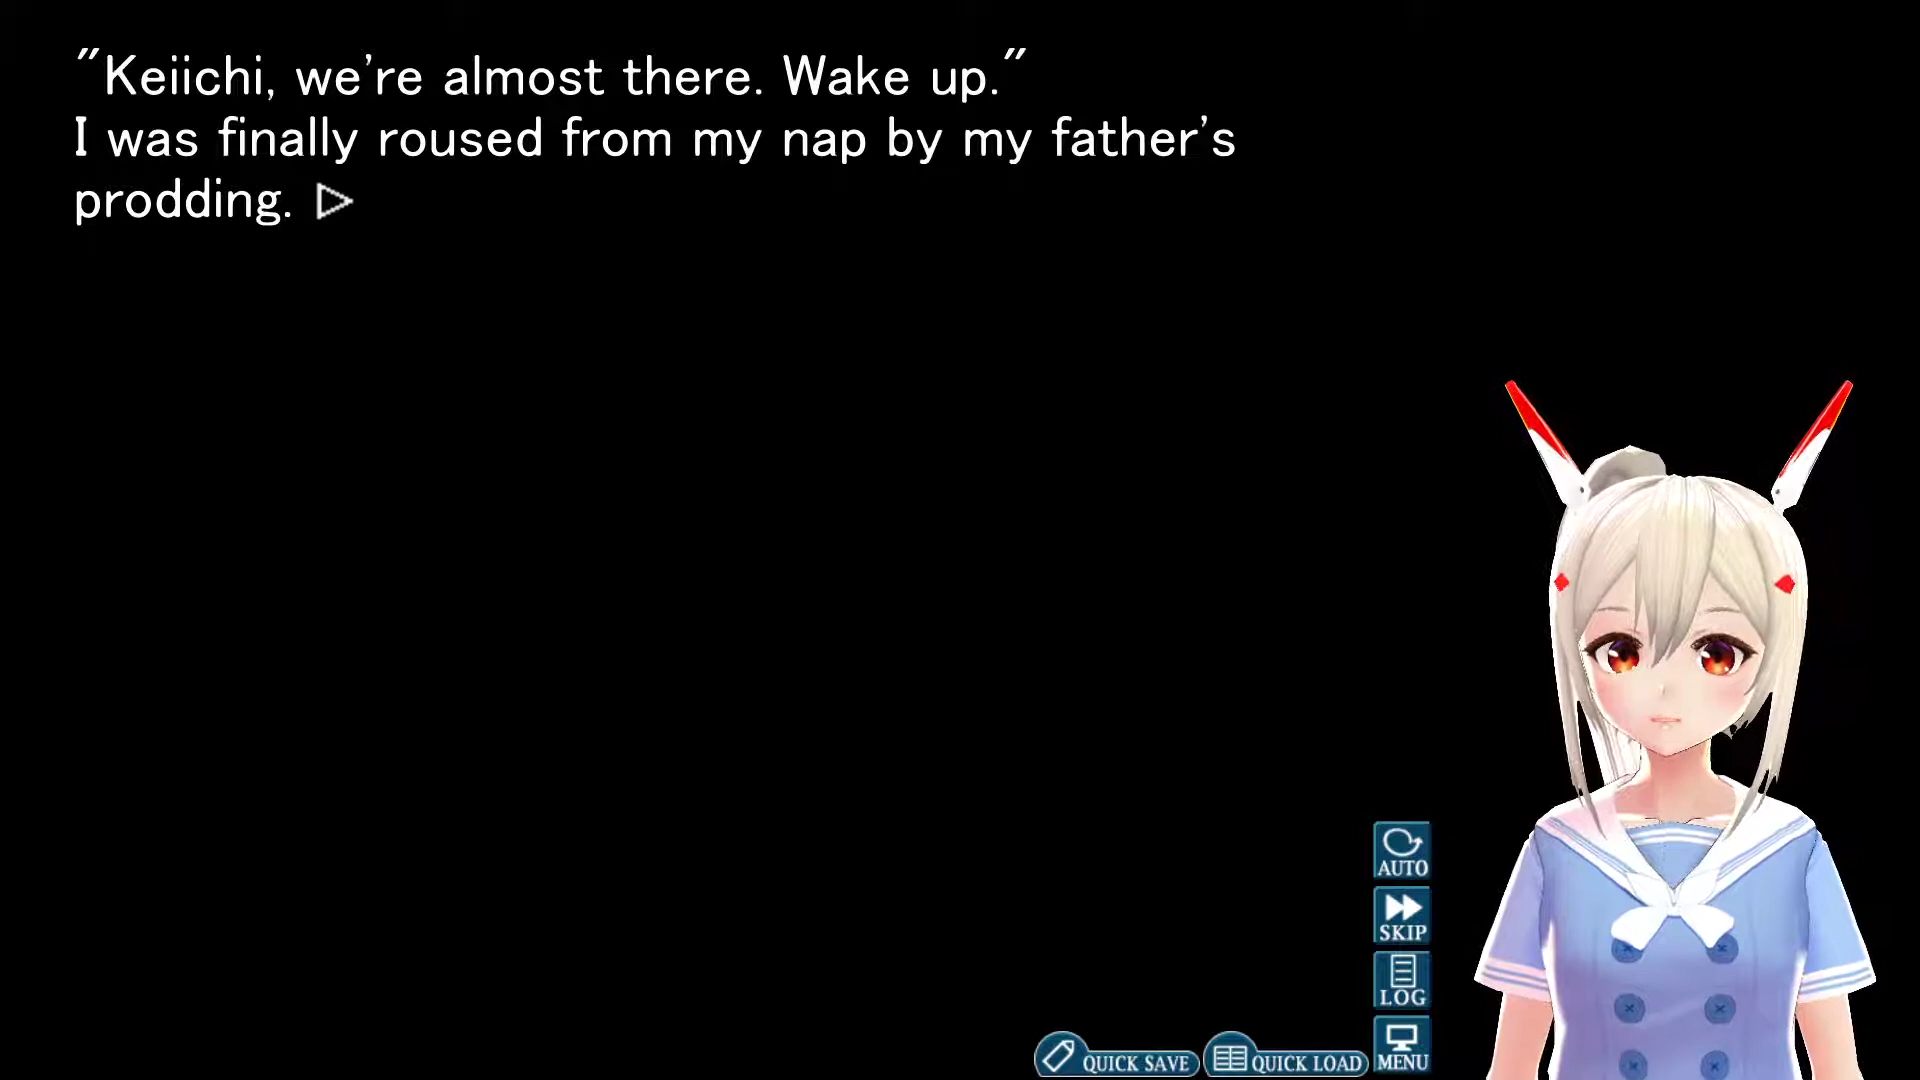 "Keiichi, we're almost there. Wake up."
I was finally roused from my nap by my father's
prodding.
AUTO
SKIP
LOG
QUICK SAVE
QUICK LOAD
MENU